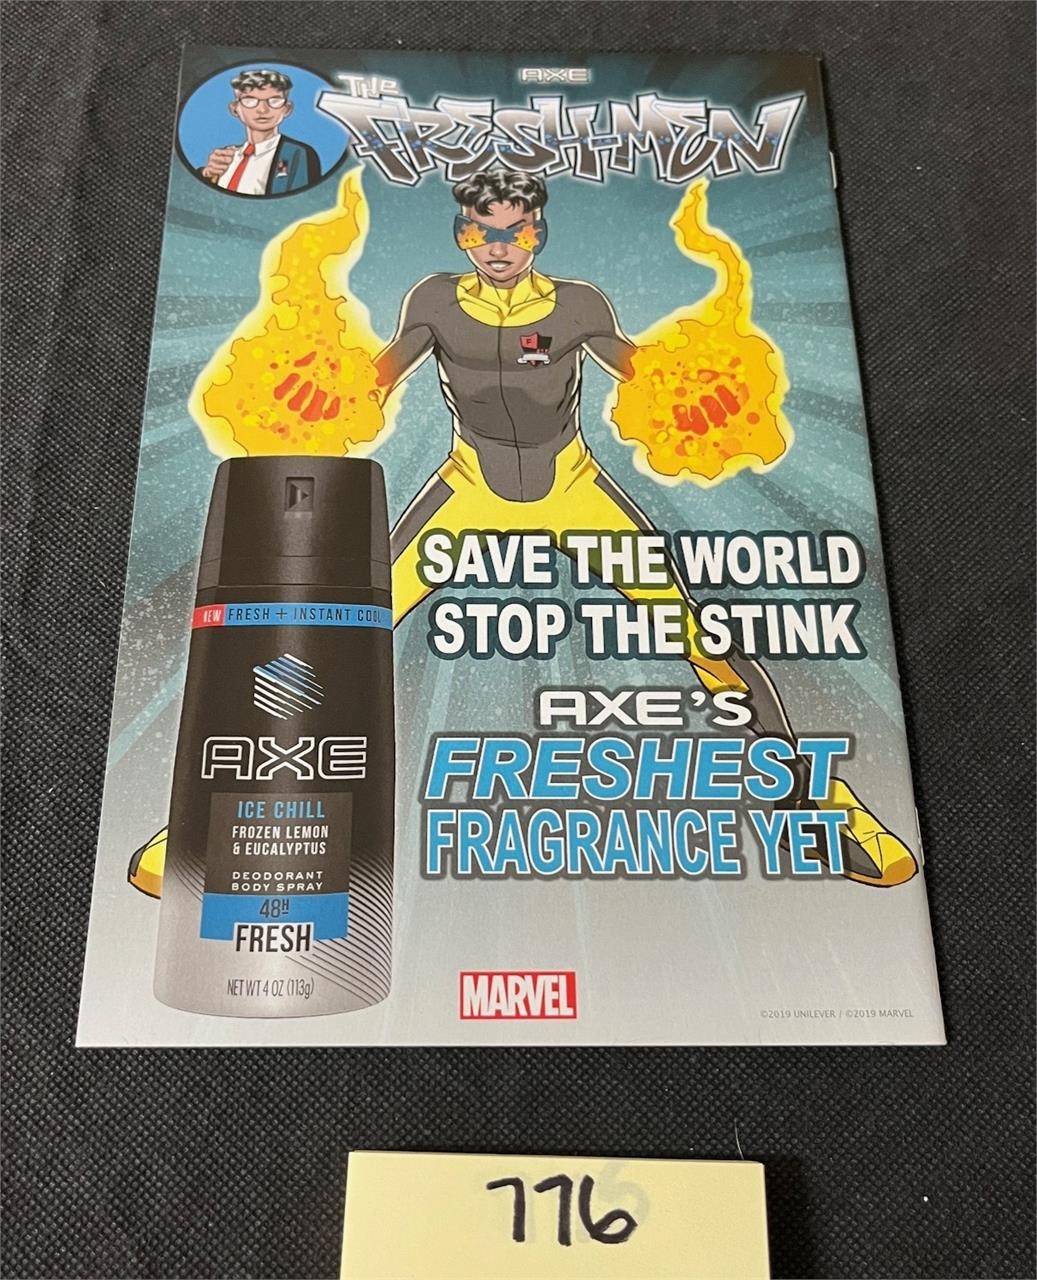 AXE
THE
FRESH-MEN
F
SAVE THE WORLD
STOP THE STINK
AXE'S
FRESHEST
FRAGRANCE YET
NEW FRESH + INSTANT COOL
AXE
ICE CHILL
FROZEN LEMON
& EUCALYPTUS
DEODORANT
BODY SPRAY
48H
FRESH
NET WT 4 OZ (113g)
MARVEL
©2019 UNILEVER / ©2019 MARVEL
776